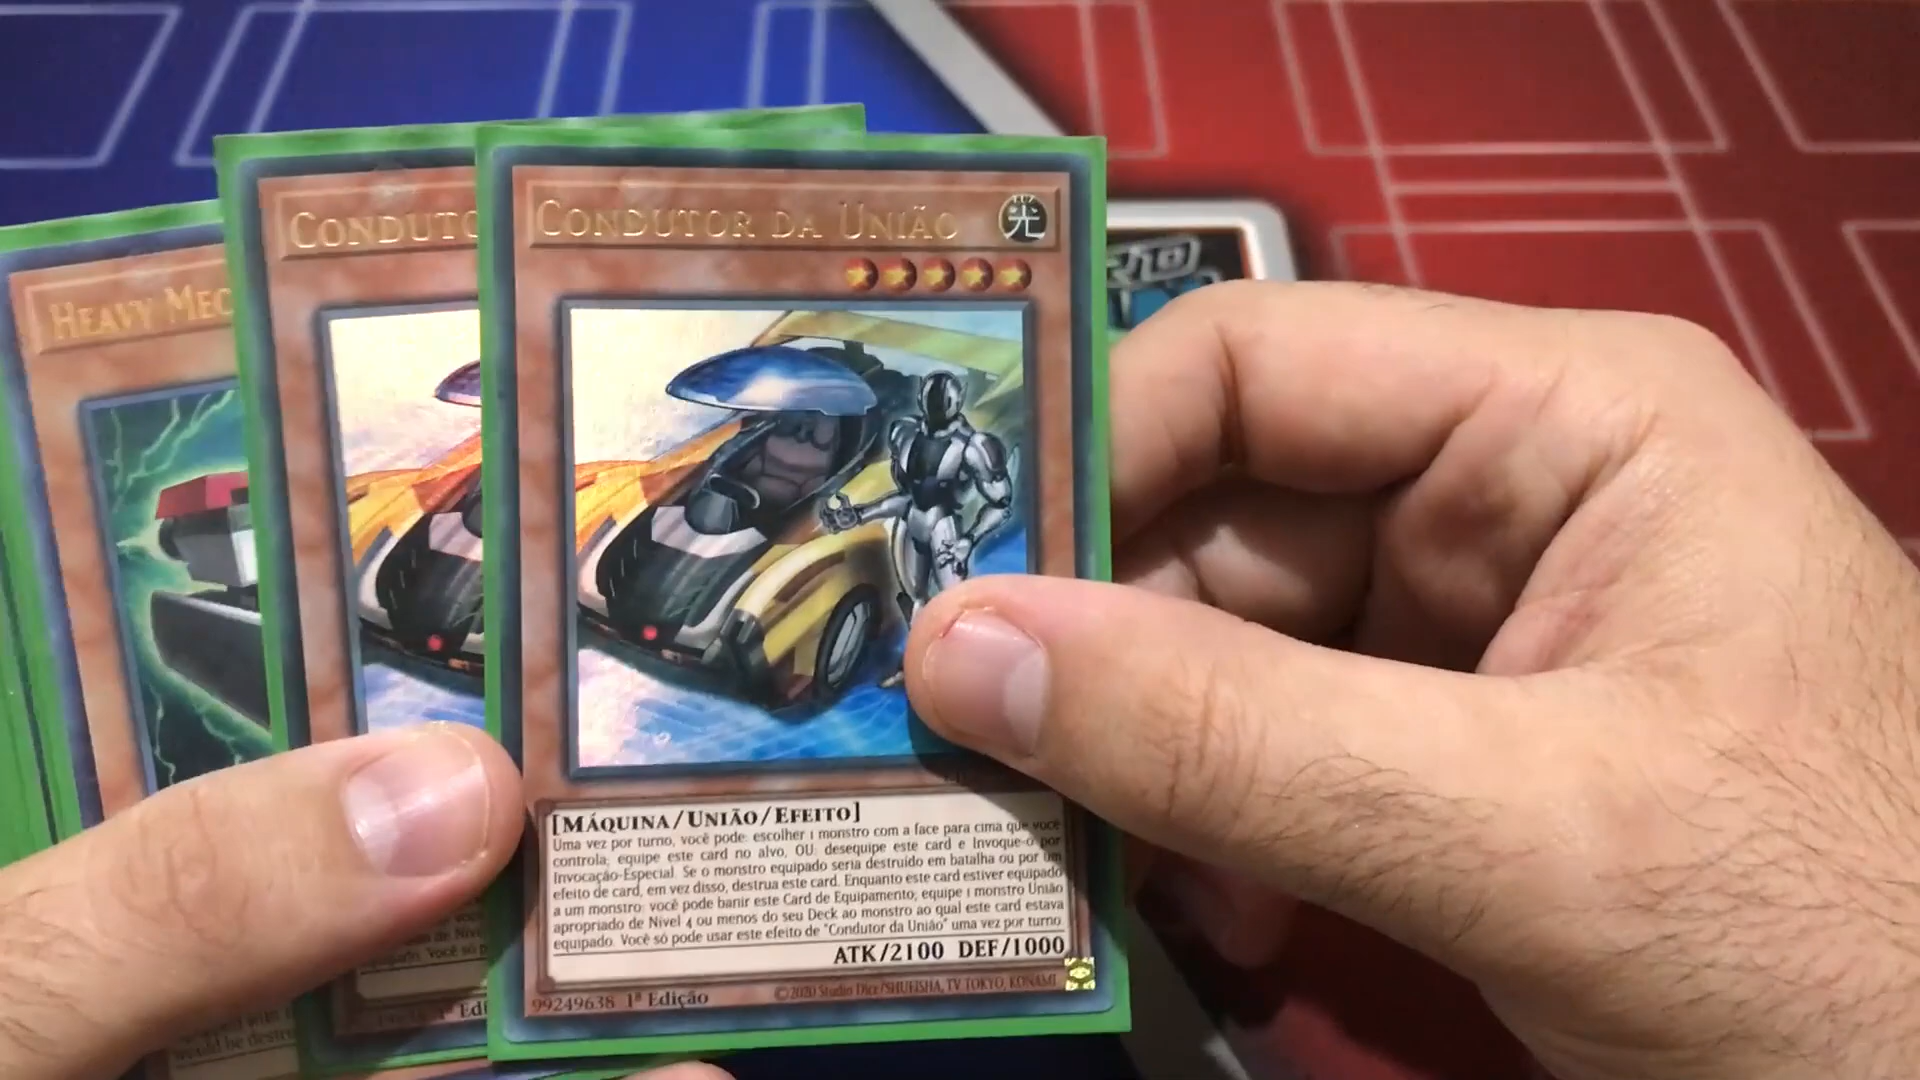 HEAVY MEC
CONDUTO
CONDUTOR DA UNIÃO
LUZ
光
[MÁQUINA/UNIÃO/EFEITO]
Uma vez por turno, você pode: escolher 1 monstro com a face para cima que você
controla; equipe este card no alvo, OU: desequipe este card e Invoque-o por
Invocação-Especial. Se o monstro equipado seria destruído em batalha ou por um
efeito de card, em vez disso, destrua este card. Enquanto este card estiver equipado
a um monstro: você pode banir este Card de Equipamento; equipe 1 monstro União
apropriado de Nível 4 ou menos do seu Deck ao monstro ao qual este card estava
equipado. Você só pode usar este efeito de "Condutor da União" uma vez por turno.
ATK/2100 DEF/1000
99249638 1ª Edição
©2020 Studio Dice/SHUEISHA, TV TOKYO, KONAMI